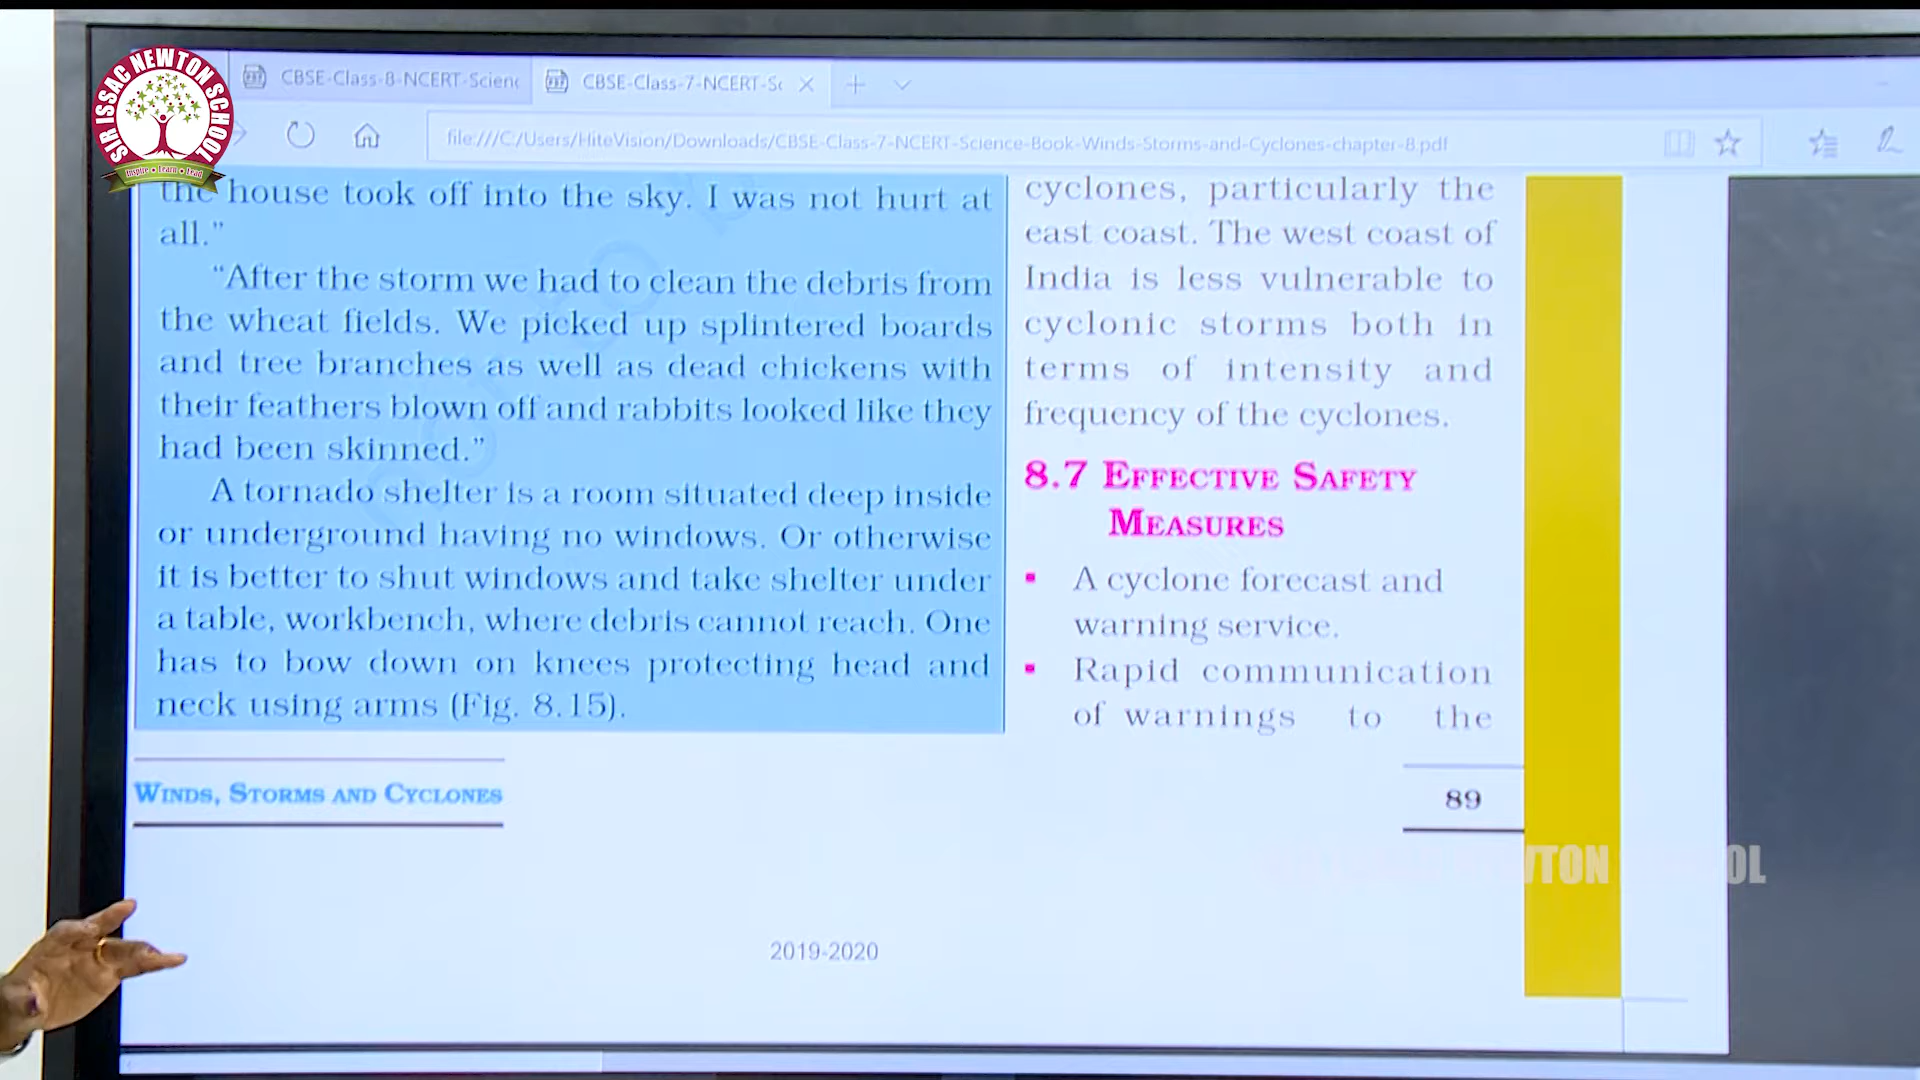 SIR ISSAC NEWTON SCHOOL
Inspire • Learn • Lead
CBSE-Class-8-NCERT-Scienc
CBSE-Class-7-NCERT-Sc
file:///C:/Users/HiteVision/Downloads/CBSE-Class-7-NCERT-Science-Book-Winds-Storms-and-Cyclones-chapter-8.pdf
the house took off into the sky. I was not hurt at
all.”
“After the storm we had to clean the debris from
the wheat fields. We picked up splintered boards
and tree branches as well as dead chickens with
their feathers blown off and rabbits looked like they
had been skinned.”
A tornado shelter is a room situated deep inside
or underground having no windows. Or otherwise
it is better to shut windows and take shelter under
a table, workbench, where debris cannot reach. One
has to bow down on knees protecting head and
neck using arms (Fig. 8.15).
cyclones, particularly the
east coast. The west coast of
India is less vulnerable to
cyclonic storms both in
terms of intensity and
frequency of the cyclones.
8.7 EFFECTIVE SAFETY
MEASURES
▪ A cyclone forecast and
warning service.
▪ Rapid communication
of warnings to the
WINDS, STORMS AND CYCLONES
89
2019-2020